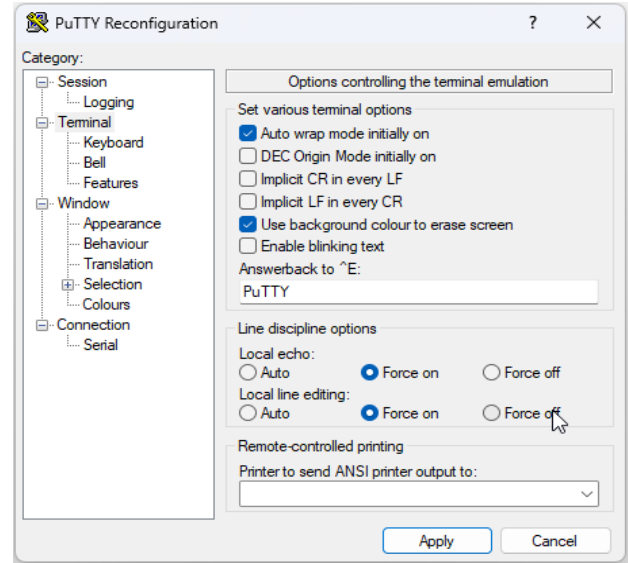 PuTTY Reconfiguration
?
Category:
Session
Logging
Terminal
Keyboard
Bell
Features
Window
Appearance
Behaviour
Translation
Selection
Colours
Connection
Serial
Options controlling the terminal emulation
Set various terminal options
Auto wrap mode initially on
DEC Origin Mode initially on
Implicit CR in every LF
Implicit LF in every CR
Use background colour to erase screen
Enable blinking text
Answerback to ^E:
PuTTY
Line discipline options
Local echo:
Auto Force on Force off
Local line editing:
Auto Force on Force off
Remote-controlled printing
Printer to send ANSI printer output to:
Apply Cancel